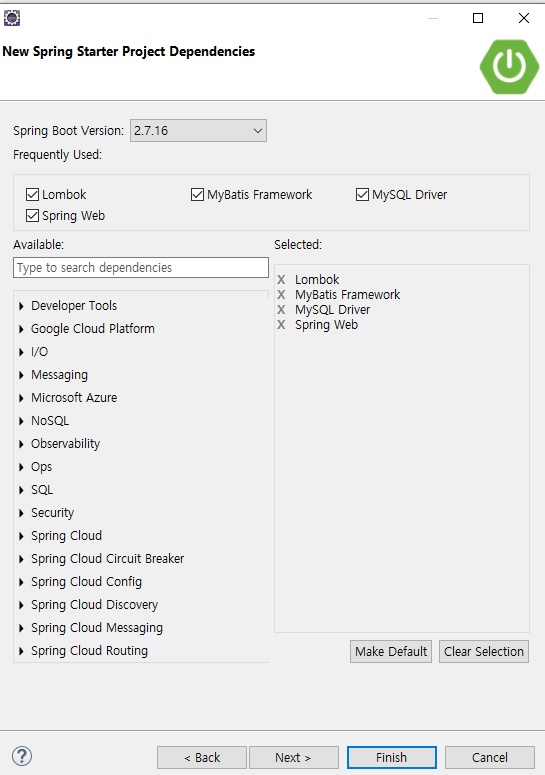 New Spring Starter Project Dependencies
Spring Boot Version: 2.7.16
Frequently Used:
Lombok MyBatis Framework MySQL Driver
Spring Web
Available: Selected:
Type to search dependencies
X Lombok
X MyBatis Framework
X MySQL Driver
X Spring Web
Developer Tools
Google Cloud Platform
I/O
Messaging
Microsoft Azure
NoSQL
Observability
Ops
SQL
Security
Spring Cloud
Spring Cloud Circuit Breaker
Spring Cloud Config
Spring Cloud Discovery
Spring Cloud Messaging
Spring Cloud Routing
Make Default Clear Selection
? < Back Next > Finish Cancel